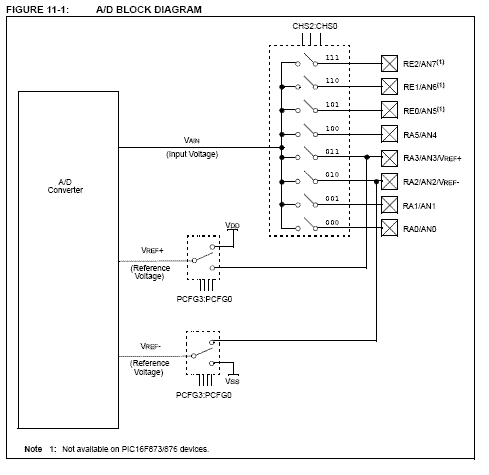 FIGURE 11-1: A/D BLOCK DIAGRAM
CHS2:CHS0
111 RE2/AN7(1)
110 RE1/AN6(1)
101 RE0/AN5(1)
100 RA5/AN4
VAIN
(Input Voltage)
011 RA3/AN3/VREF+
010 RA2/AN2/VREF-
A/D
Converter
001 RA1/AN1
000 RA0/AN0
VDD
VREF+
(Reference
Voltage)
PCFG3:PCFG0
VREF-
(Reference
Voltage)
VSS
PCFG3:PCFG0
Note 1: Not available on PIC16F873/876 devices.